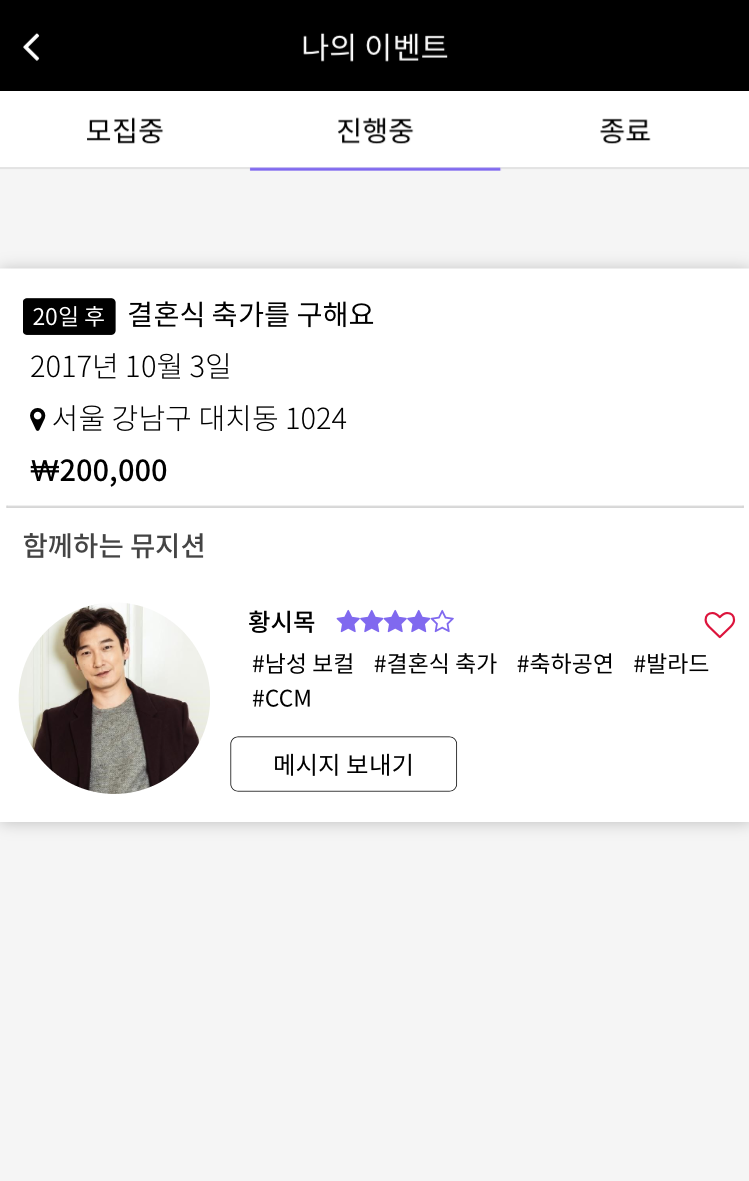 나의 이벤트
모집중 진행중 종료
20일 후 결혼식 축가를 구해요
2017년 10월 3일
서울 강남구 대치동 1024
₩200,000
함께하는 뮤지션
황시목
#남성 보컬 #결혼식 축가 #축하공연 #발라드
#CCM
메시지 보내기